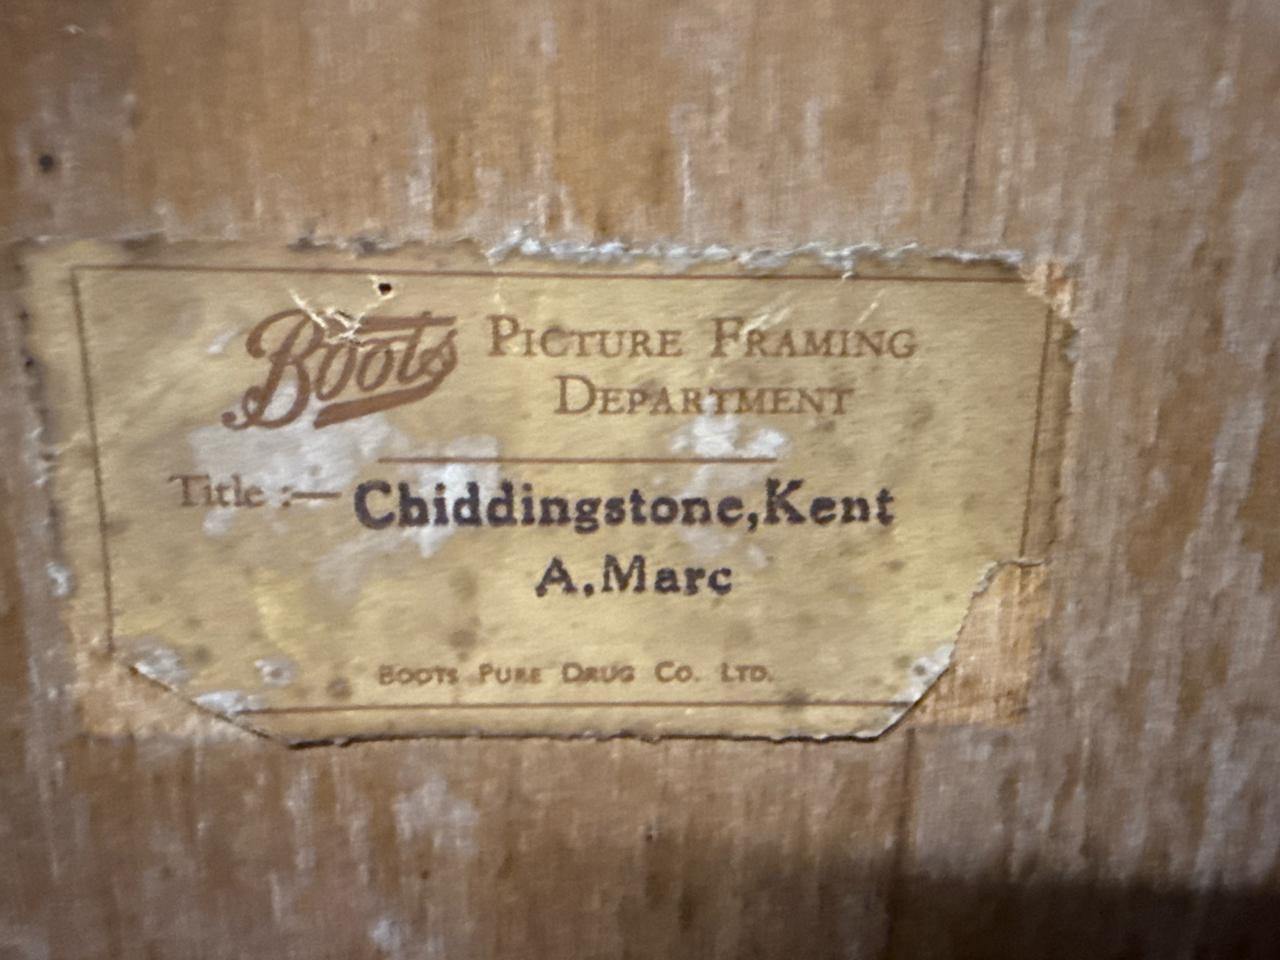 Boots PICTURE FRAMING
DEPARTMENT
Title :— Chiddingstone,Kent
A.Marc
BOOTS PURE DRUG CO. LTD.